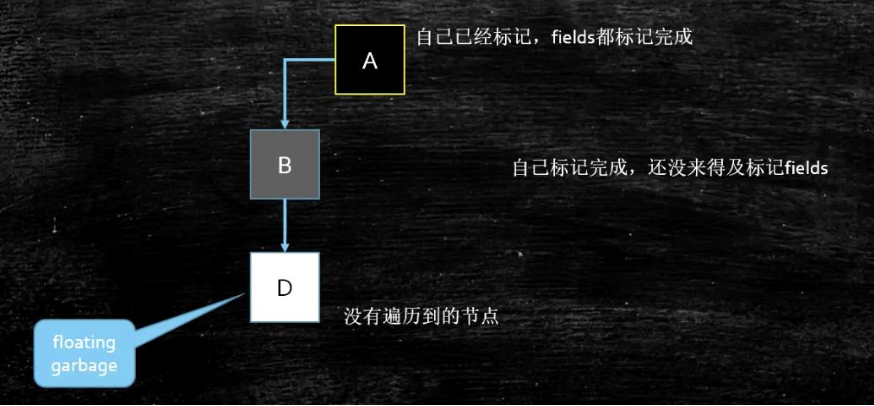 A
自己已经标记，fields都标记完成
B
自己标记完成，还没来得及标记fields
D
没有遍历到的节点
floating
garbage